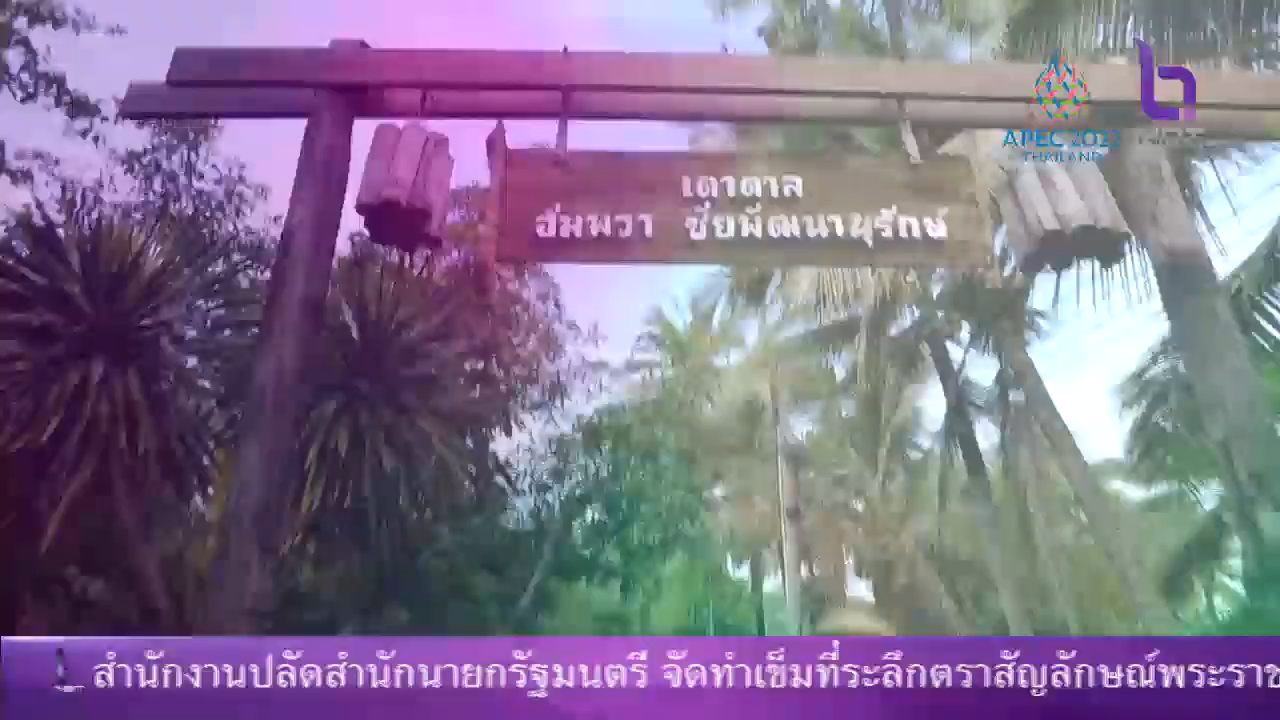 APEC 2022
THAILAND
เตาตาล
อัมพวา ชัยพัฒนานุรักษ์
สำนักงานปลัดสำนักนายกรัฐมนตรี จัดทำเข็มที่ระลึกตราสัญลักษณ์พระราช